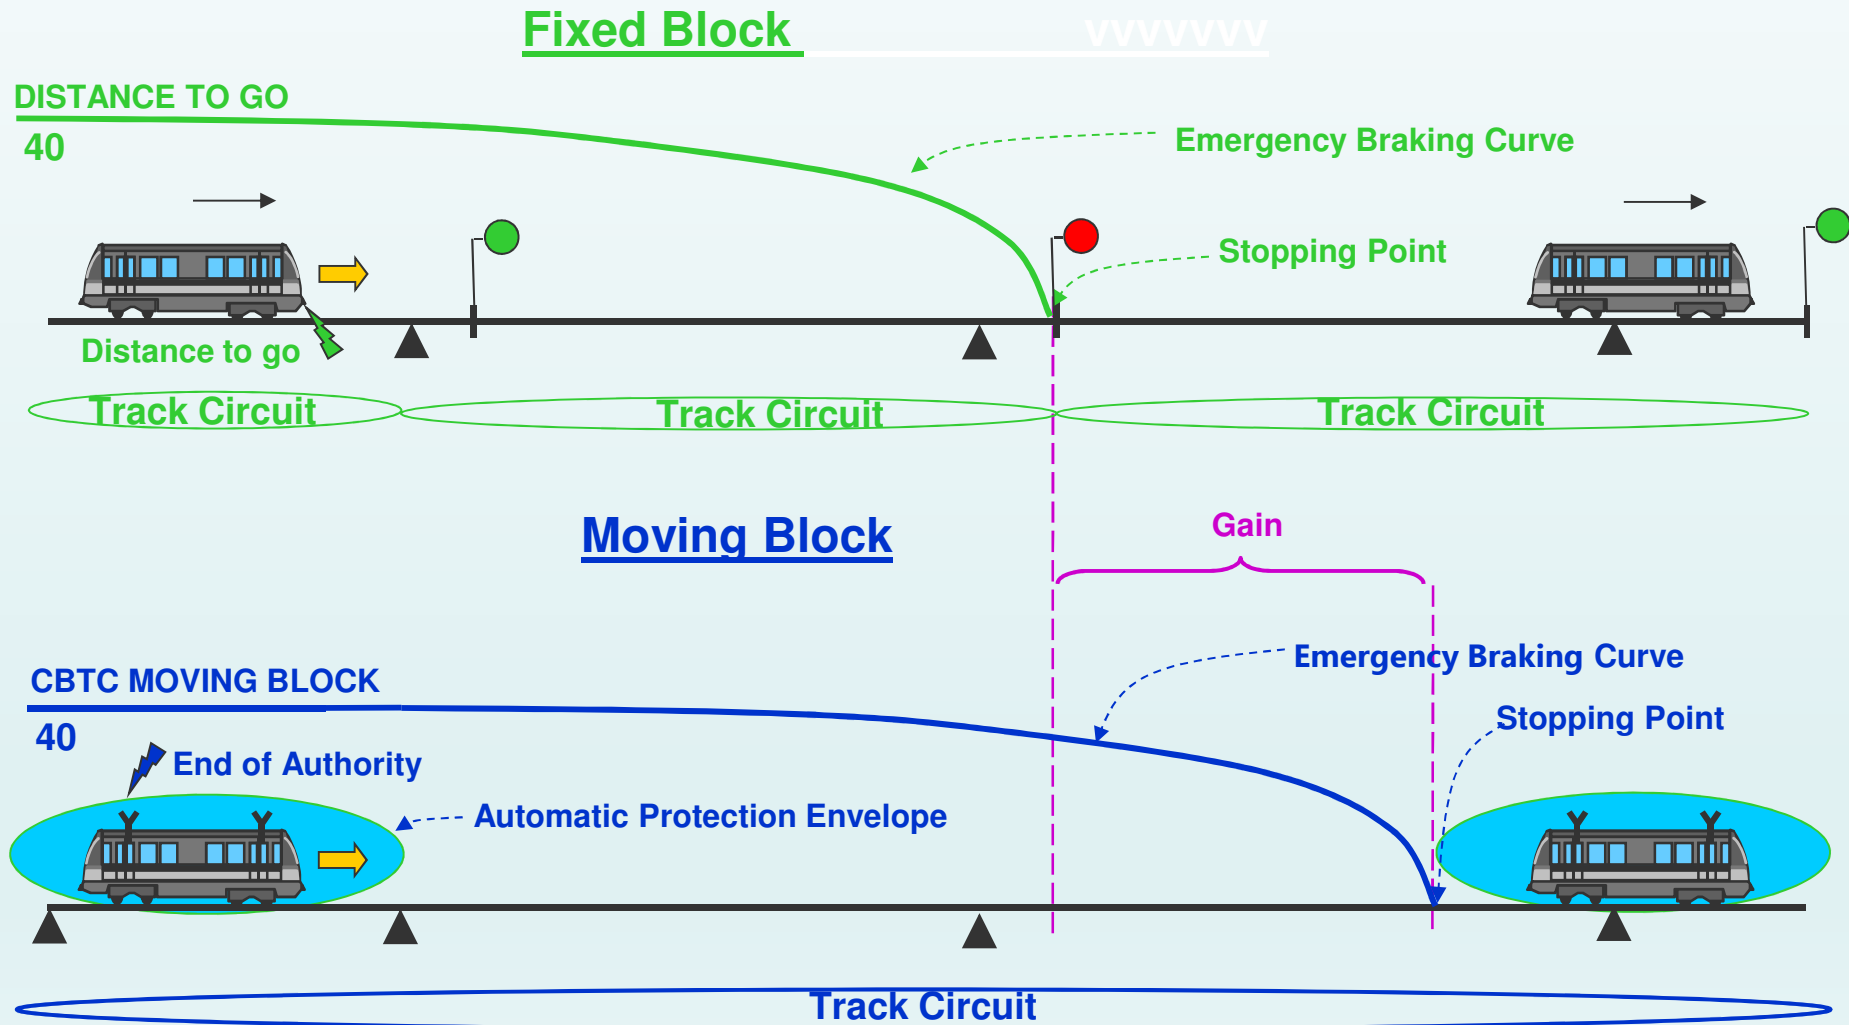 Fixed Block vvvvvvv
DISTANCE TO GO
40
Emergency Braking Curve
Stopping Point
Distance to go
Track Circuit
Track Circuit
Track Circuit
Moving Block
Gain
CBTC MOVING BLOCK
40
Emergency Braking Curve
Stopping Point
End of Authority
Automatic Protection Envelope
Track Circuit